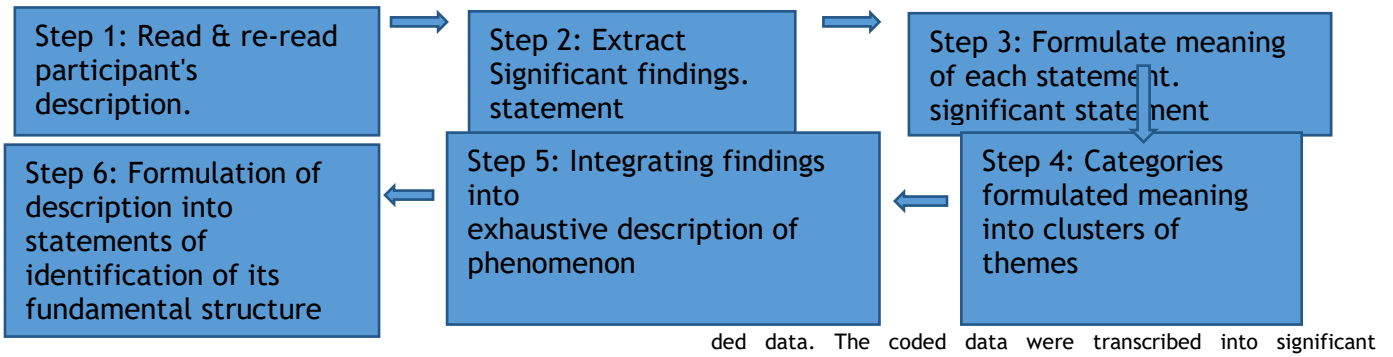 Step 1: Read & re-read
participant's
description.
Step 2: Extract
Significant findings.
statement
Step 3: Formulate meaning
of each statement.
significant statement
Step 4: Categories
formulated meaning
into clusters of
themes
Step 5: Integrating findings
into
exhaustive description of
phenomenon
Step 6: Formulation of
description into
statements of
identification of its
fundamental structure
ded data. The coded data were transcribed into significant